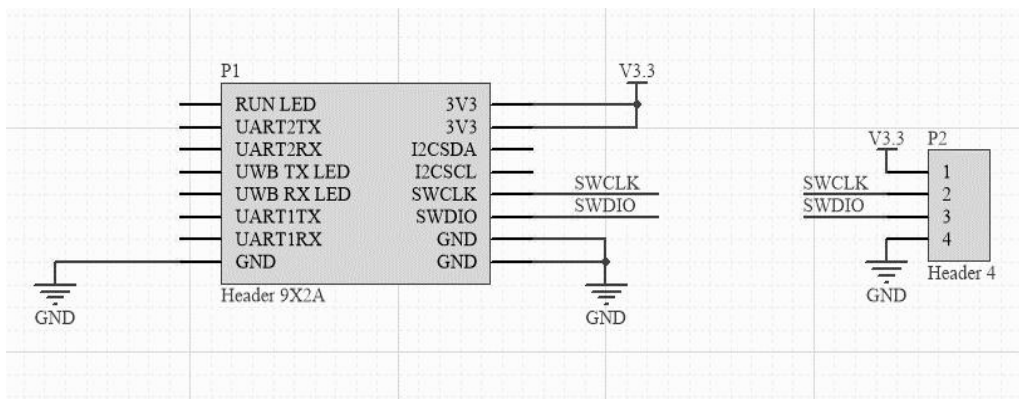 P1
V3.3
RUN LED 3V3
UART2TX 3V3
UART2RX I2CSDA
UWB TX LED I2CSCL
UWB RX LED SWCLK
UART1TX SWDIO
UART1RX GND
GND GND
Header 9X2A
SWCLK
SWDIO
GND
GND
V3.3
P2
1
SWCLK 2
SWDIO 3
4
Header 4
GND